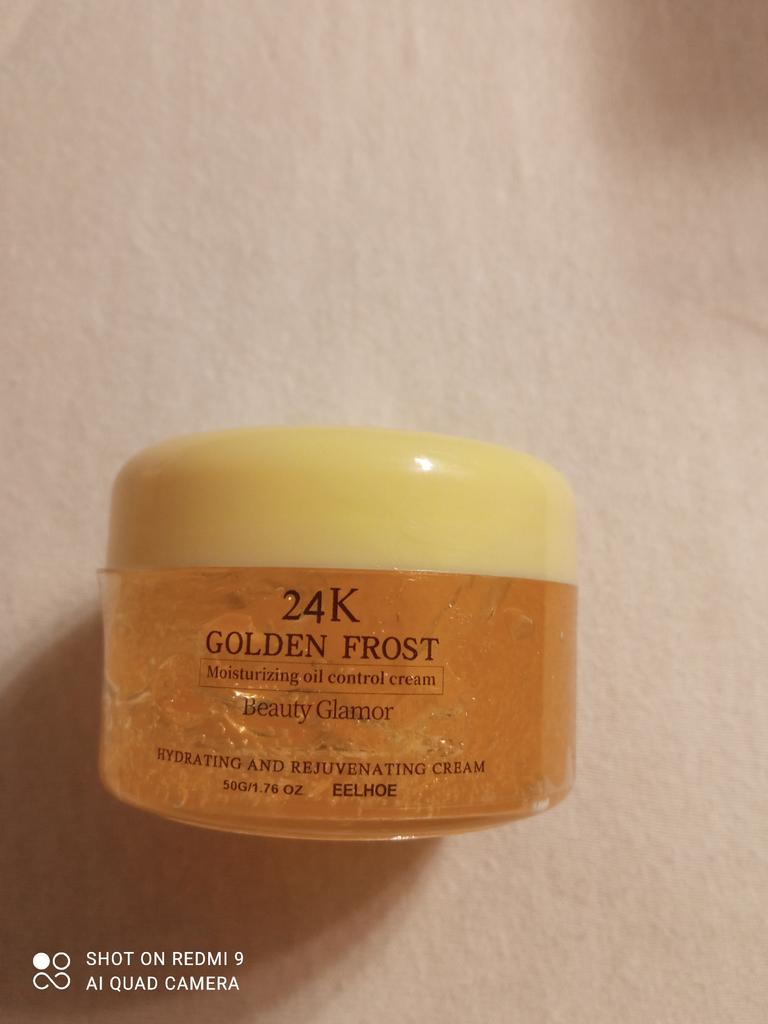 24K
GOLDEN FROST
Moisturizing oil control cream
Beauty Glamor
HYDRATING AND REJUVENATING CREAM
50G/1.76 OZ EELHOE
SHOT ON REDMI 9
AI QUAD CAMERA